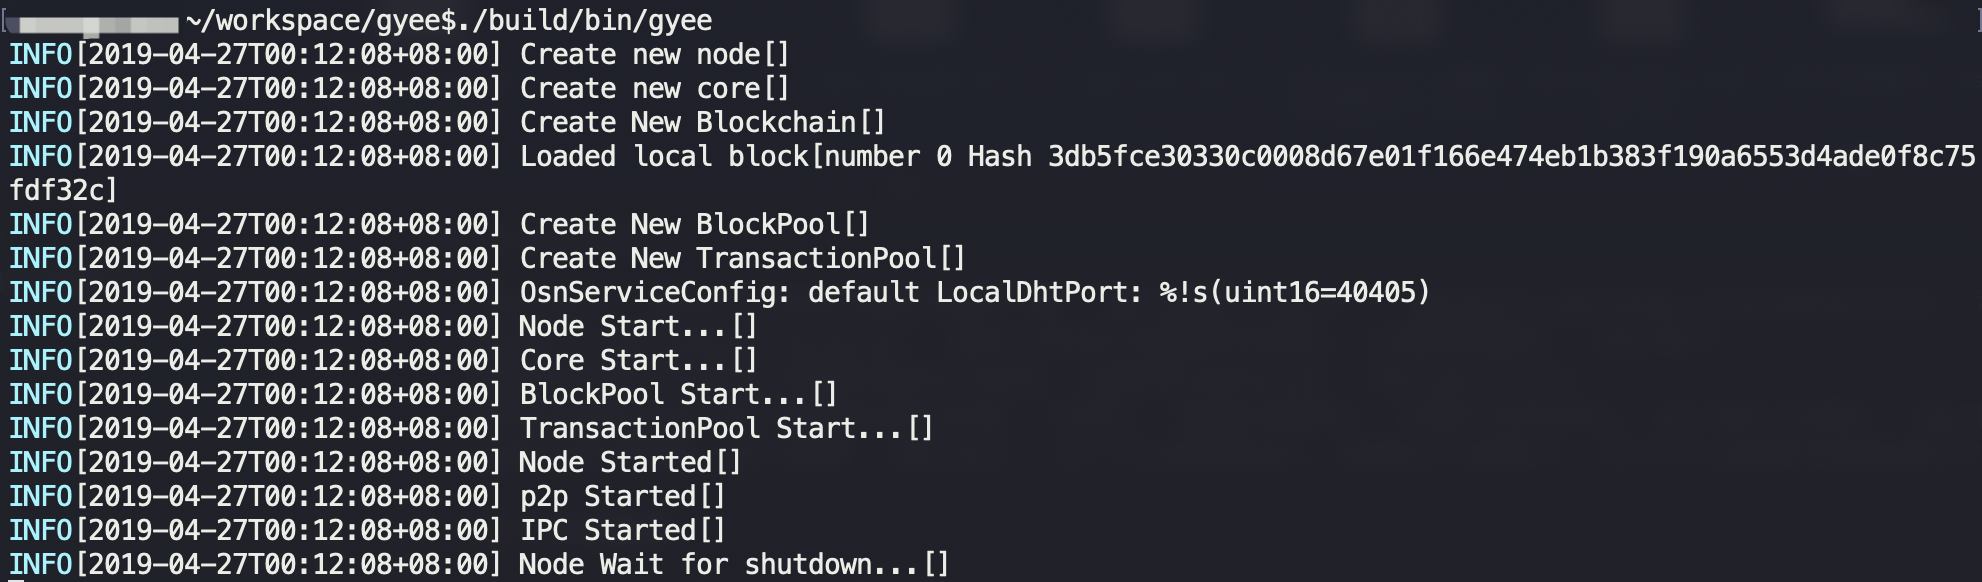 ~/workspace/gyee$./build/bin/gyee
INFO[2019-04-27T00:12:08+08:00] Create new node[]
INFO[2019-04-27T00:12:08+08:00] Create new core[]
INFO[2019-04-27T00:12:08+08:00] Create New Blockchain[]
INFO[2019-04-27T00:12:08+08:00] Loaded local block[number 0 Hash 3db5fce30330c0008d67e01f166e474eb1b383f190a6553d4ade0f8c75
fdf32c]
INFO[2019-04-27T00:12:08+08:00] Create New BlockPool[]
INFO[2019-04-27T00:12:08+08:00] Create New TransactionPool[]
INFO[2019-04-27T00:12:08+08:00] OsnServiceConfig: default LocalDhtPort: %!s(uint16=40405)
INFO[2019-04-27T00:12:08+08:00] Node Start...[]
INFO[2019-04-27T00:12:08+08:00] Core Start...[]
INFO[2019-04-27T00:12:08+08:00] BlockPool Start...[]
INFO[2019-04-27T00:12:08+08:00] TransactionPool Start...[]
INFO[2019-04-27T00:12:08+08:00] Node Started[]
INFO[2019-04-27T00:12:08+08:00] p2p Started[]
INFO[2019-04-27T00:12:08+08:00] IPC Started[]
INFO[2019-04-27T00:12:08+08:00] Node Wait for shutdown...[]